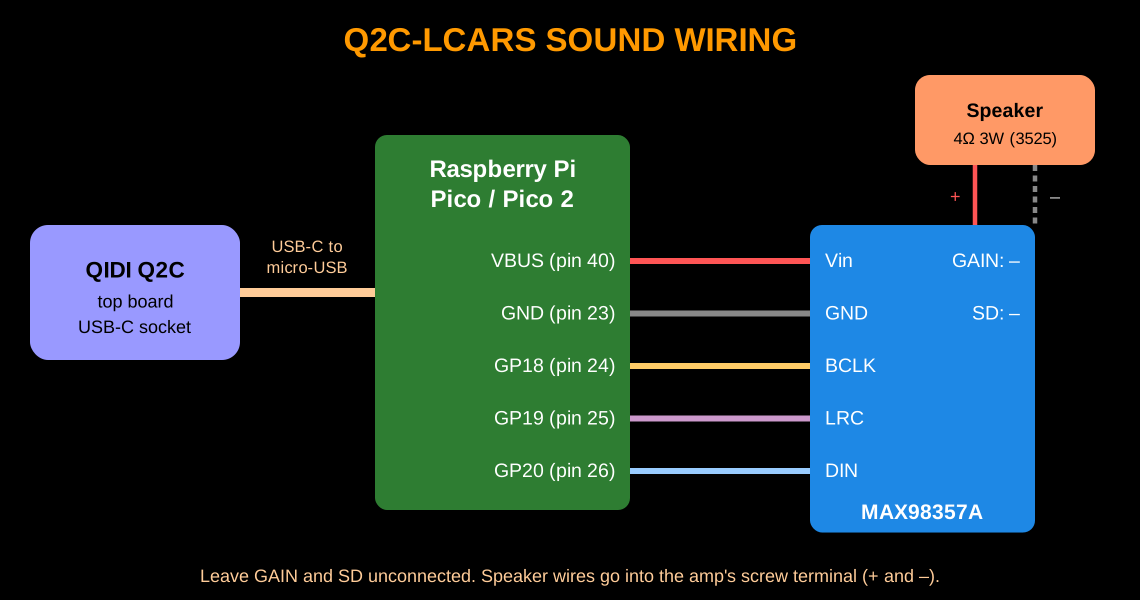 Q2C-LCARS SOUND WIRING
Speaker
4Ω 3W (3525)
+
–
Raspberry Pi
Pico / Pico 2
QIDI Q2C
top board
USB-C socket
USB-C to
micro-USB
VBUS (pin 40)
GND (pin 23)
GP18 (pin 24)
GP19 (pin 25)
GP20 (pin 26)
Vin
GAIN: –
GND
SD: –
BCLK
LRC
DIN
MAX98357A
Leave GAIN and SD unconnected. Speaker wires go into the amp's screw terminal (+ and –).